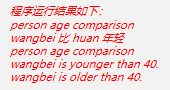 程序运行结果如下：
person age comparison
wangbei 比 huan 年轻
person age comparison
wangbei is younger than 40.
wangbei is older than 40.